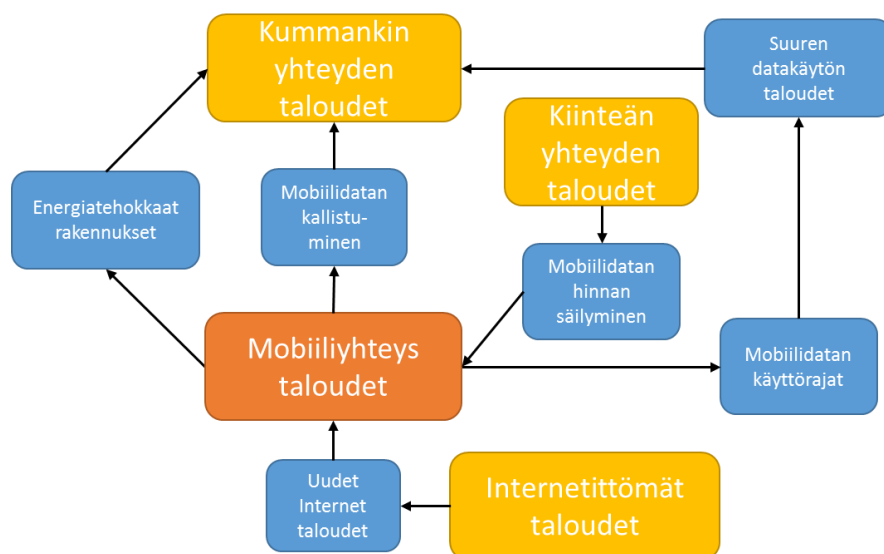 Kummankin
yhteyden
taloudet
Suuren
datakäytön
taloudet
Kiinteän
yhteyden
taloudet
Energiatehokkaat
rakennukset
Mobiilidatan
kallistu-
minen
Mobiilidatan
hinnan
säilyminen
Mobiiliyhteys
taloudet
Mobiilidatan
käyttörajat
Uudet
Internet
taloudet
Internetittömät
taloudet